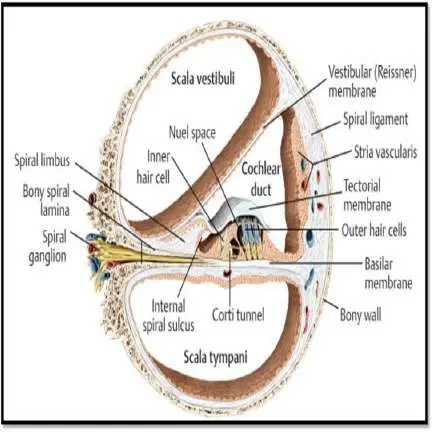 Scala vestibuli
Vestibular (Reissner)
membrane
Spiral ligament
Nuel space
Stria vascularis
Spiral limbus
Inner
hair cell
Cochlear
duct
Tectorial
membrane
Bony spiral
lamina
Outer hair cells
Spiral
ganglion
Basilar
membrane
Internal
spiral sulcus
Corti tunnel
Bony wall
Scala tympani